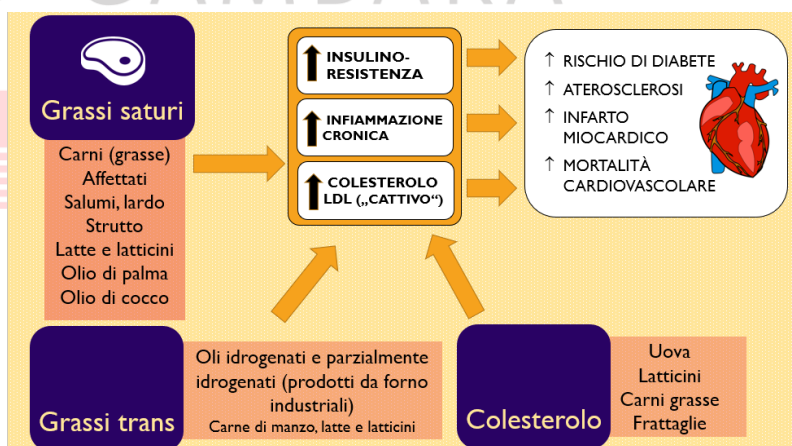 Grassi saturi
Carni (grasse)
Affettati
Salumi, lardo
Strutto
Latte e latticini
Olio di palma
Olio di cocco
INSULINO-
RESISTENZA
INFIAMMAZIONE
CRONICA
COLESTEROLO
LDL („CATTIVO“)
↑ RISCHIO DI DIABETE
↑ ATEROSCLEROSI
↑ INFARTO
MIOCARDICO
↑ MORTALITÀ
CARDIOVASCOLARE
Grassi trans
Oli idrogenati e parzialmente
idrogenati (prodotti da forno
industriali)
Carne di manzo, latte e latticini
Colesterolo
Uova
Latticini
Carni grasse
Frattaglie